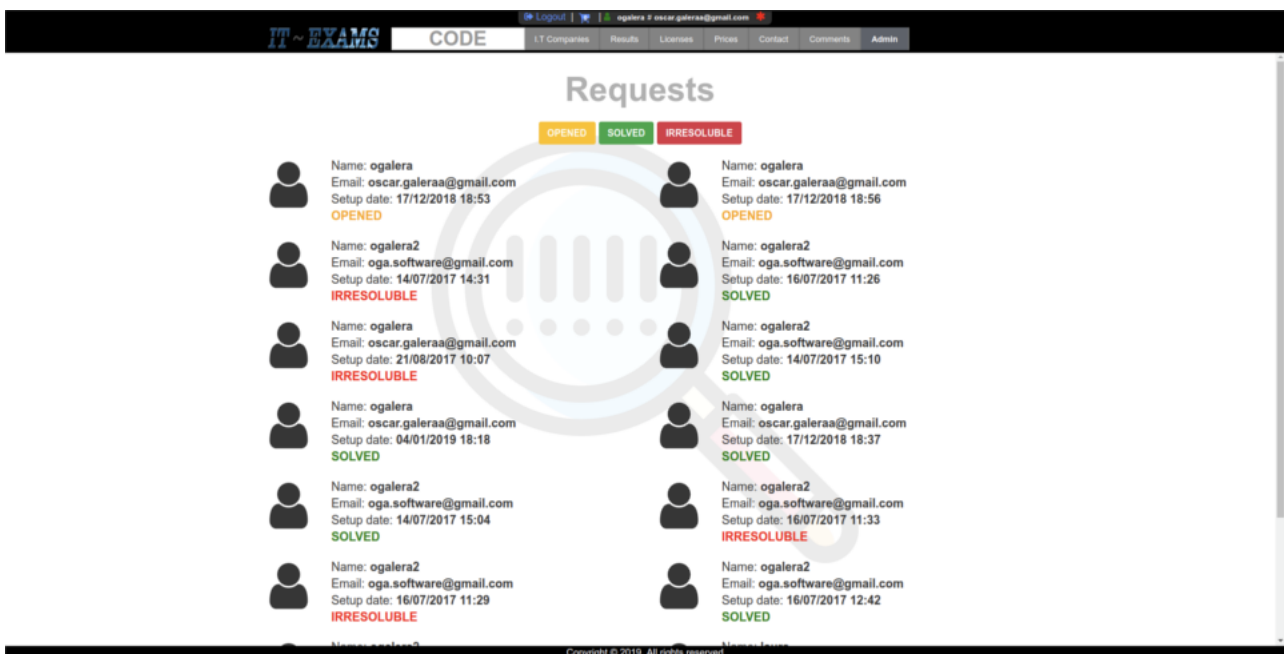 Logout | | ogalera # oscar.galeraa@gmail.com
IT ~ EXAMS CODE I.T Companies Results Licenses Prices Contact Comments Admin
Requests
OPENED SOLVED IRRESOLUBLE
Name: ogalera
Email: oscar.galeraa@gmail.com
Setup date: 17/12/2018 18:53
OPENED
Name: ogalera
Email: oscar.galeraa@gmail.com
Setup date: 17/12/2018 18:56
OPENED
Name: ogalera2
Email: oga.software@gmail.com
Setup date: 14/07/2017 14:31
IRRESOLUBLE
Name: ogalera2
Email: oga.software@gmail.com
Setup date: 16/07/2017 11:26
SOLVED
Name: ogalera
Email: oscar.galeraa@gmail.com
Setup date: 21/08/2017 10:07
IRRESOLUBLE
Name: ogalera2
Email: oga.software@gmail.com
Setup date: 14/07/2017 15:10
SOLVED
Name: ogalera
Email: oscar.galeraa@gmail.com
Setup date: 04/01/2019 18:18
SOLVED
Name: ogalera
Email: oscar.galeraa@gmail.com
Setup date: 17/12/2018 18:37
SOLVED
Name: ogalera2
Email: oga.software@gmail.com
Setup date: 14/07/2017 15:04
SOLVED
Name: ogalera2
Email: oga.software@gmail.com
Setup date: 16/07/2017 11:33
IRRESOLUBLE
Name: ogalera2
Email: oga.software@gmail.com
Setup date: 16/07/2017 11:29
IRRESOLUBLE
Name: ogalera2
Email: oga.software@gmail.com
Setup date: 16/07/2017 12:42
SOLVED
Copyright © 2019. All rights reserved